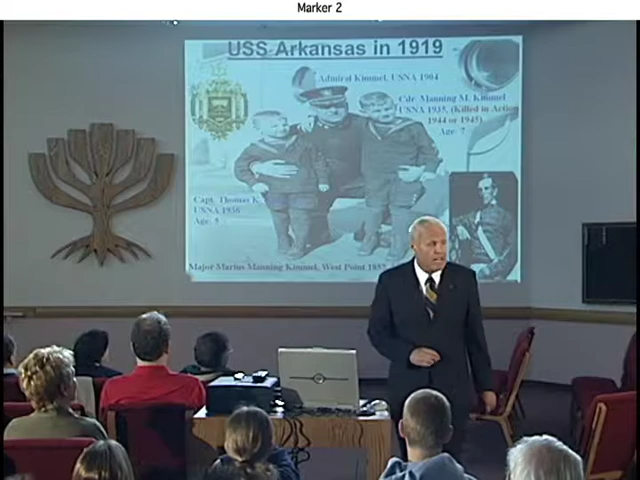 Marker 2
USS Arkansas in 1919
Admiral Kimmel, USNA 1904
Cdr. Manning M. Kimmel
USNA 1935, (Killed in Action
1944 or 1945)
Age: 7
Capt. Thomas K.
USNA 1936
Age: 5
Major Marius Manning Kimmel, West Point 1857